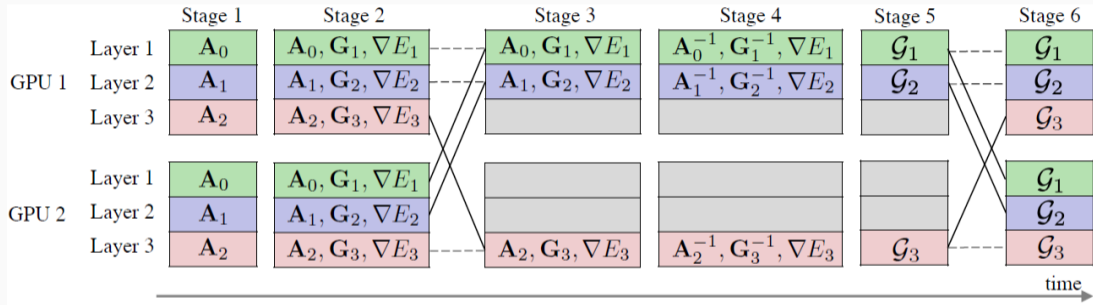 Stage 1 Stage 2 Stage 3 Stage 4 Stage 5 Stage 6
Layer 1 A₀ A₀, G₁, ∇E₁ A₀, G₁, ∇E₁ A₀⁻¹, G₁⁻¹, ∇E₁ 𝒢₁ 𝒢₁
GPU 1 Layer 2 A₁ A₁, G₂, ∇E₂ A₁, G₂, ∇E₂ A₁⁻¹, G₂⁻¹, ∇E₂ 𝒢₂ 𝒢₂
Layer 3 A₂ A₂, G₃, ∇E₃ 𝒢₃
Layer 1 A₀ A₀, G₁, ∇E₁ 𝒢₁
GPU 2 Layer 2 A₁ A₁, G₂, ∇E₂ 𝒢₂
Layer 3 A₂ A₂, G₃, ∇E₃ A₂, G₃, ∇E₃ A₂⁻¹, G₃⁻¹, ∇E₃ 𝒢₃ 𝒢₃
time